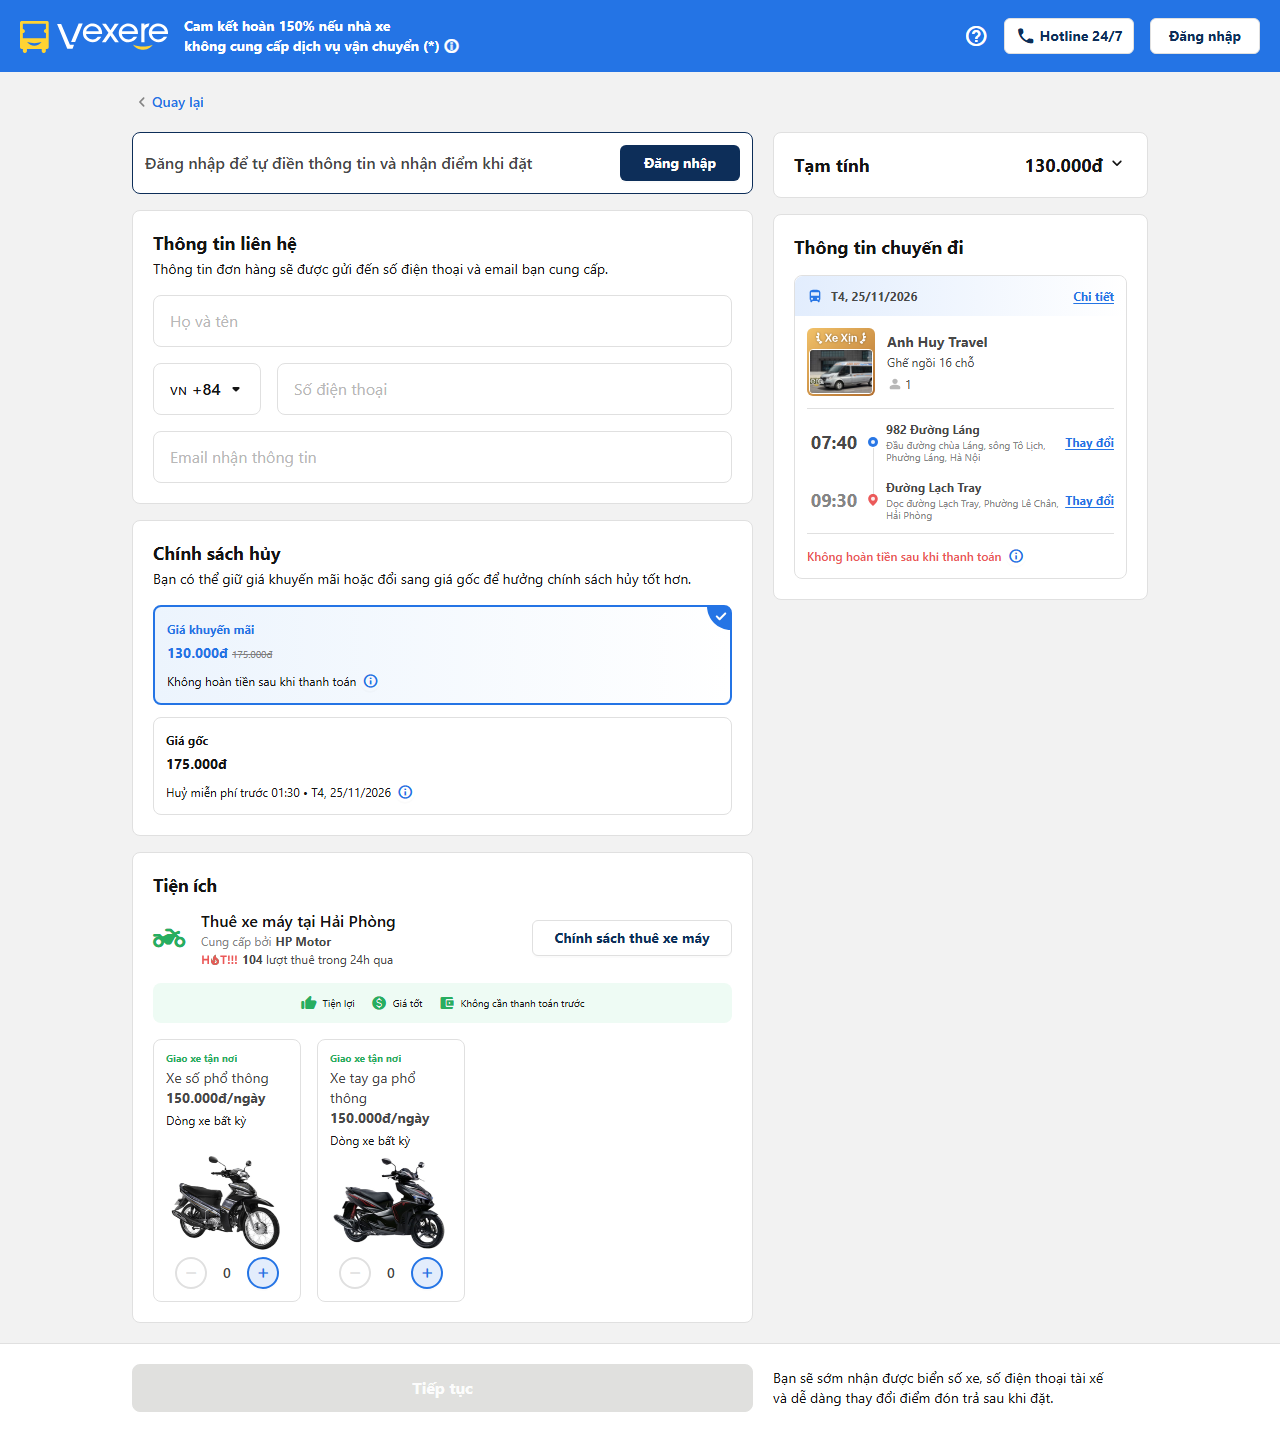 vexere
Cam kết hoàn 150% nếu nhà xe
không cung cấp dịch vụ vận chuyển (*)
Hotline 24/7
Đăng nhập
Quay lại
Đăng nhập để tự điền thông tin và nhận điểm khi đặt
Đăng nhập
Thông tin liên hệ
Thông tin đơn hàng sẽ được gửi đến số điện thoại và email bạn cung cấp.
Họ và tên
VN +84
Số điện thoại
Email nhận thông tin
Chính sách hủy
Bạn có thể giữ giá khuyến mãi hoặc đổi sang giá gốc để hưởng chính sách hủy tốt hơn.
Giá khuyến mãi
130.000đ 175.000đ
Không hoàn tiền sau khi thanh toán
Giá gốc
175.000đ
Huỷ miễn phí trước 01:30 • T4, 25/11/2026
Tiện ích
Thuê xe máy tại Hải Phòng
Cung cấp bởi HP Motor
HOT!!! 104 lượt thuê trong 24h qua
Chính sách thuê xe máy
Tiện lợi
Giá tốt
Không cần thanh toán trước
Giao xe tận nơi
Xe số phổ thông
150.000đ/ngày
Dòng xe bất kỳ
0
Giao xe tận nơi
Xe tay ga phổ
thông
150.000đ/ngày
Dòng xe bất kỳ
0
Tạm tính
130.000đ
Thông tin chuyến đi
T4, 25/11/2026
Chi tiết
Xe Xịn
Anh Huy Travel
Ghế ngồi 16 chỗ
1
07:40
982 Đường Láng
Đầu đường chùa Láng, sông Tô Lịch,
Phường Láng, Hà Nội
Thay đổi
09:30
Đường Lạch Tray
Dọc đường Lạch Tray, Phường Lê Chân,
Hải Phòng
Thay đổi
Không hoàn tiền sau khi thanh toán
Tiếp tục
Bạn sẽ sớm nhận được biển số xe, số điện thoại tài xế
và dễ dàng thay đổi điểm đón trả sau khi đặt.